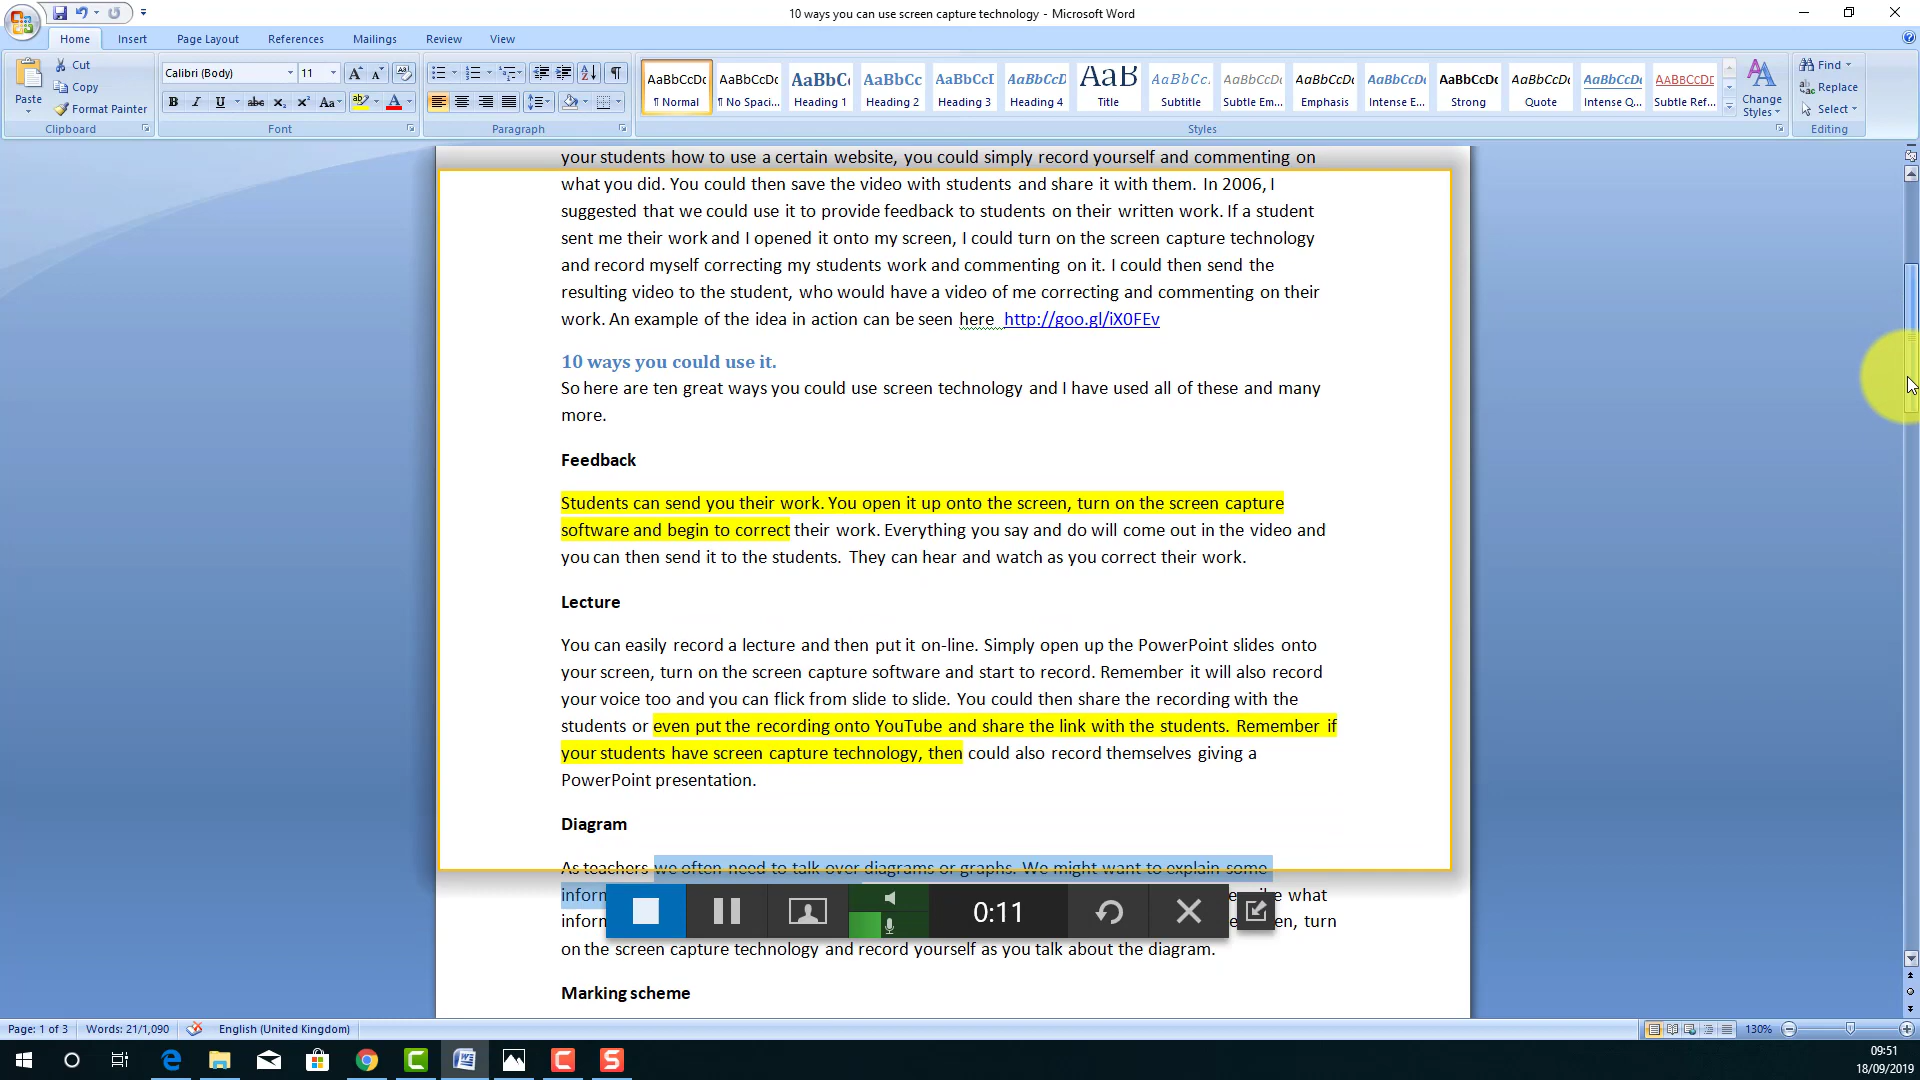 10 ways you can use screen capture technology - Microsoft Word
Home Insert Page Layout References Mailings Review View
Paste
Cut
Copy
Format Painter
Clipboard
Calibri (Body) 11
Font
Paragraph
AaBbCcDc AaBbCcDc AaBbC( AaBbCc AaBbCcI AaBbCcD AaB AaBbCc. AaBbCcDc AaBbCcDc AaBbCcDc AaBbCcDc AaBbCcDc AaBbCcDc AABBCCDD
¶ Normal ¶ No Spaci... Heading 1 Heading 2 Heading 3 Heading 4 Title Subtitle Subtle Em... Emphasis Intense E... Strong Quote Intense Q... Subtle Ref...
Change Styles
Styles
Find
Replace
Select
Editing
your students how to use a certain website, you could simply record yourself and commenting on
what you did. You could then save the video with students and share it with them. In 2006, I
suggested that we could use it to provide feedback to students on their written work. If a student
sent me their work and I opened it onto my screen, I could turn on the screen capture technology
and record myself correcting my students work and commenting on it. I could then send the
resulting video to the student, who would have a video of me correcting and commenting on their
work. An example of the idea in action can be seen here http://goo.gl/iX0FEv
10 ways you could use it.
So here are ten great ways you could use screen technology and I have used all of these and many
more.
Feedback
Students can send you their work. You open it up onto the screen, turn on the screen capture
software and begin to correct their work. Everything you say and do will come out in the video and
you can then send it to the students. They can hear and watch as you correct their work.
Lecture
You can easily record a lecture and then put it on-line. Simply open up the PowerPoint slides onto
your screen, turn on the screen capture software and start to record. Remember it will also record
your voice too and you can flick from slide to slide. You could then share the recording with the
students or even put the recording onto YouTube and share the link with the students. Remember if
your students have screen capture technology, then could also record themselves giving a
PowerPoint presentation.
Diagram
As teachers we often need to talk over diagrams or graphs. We might want to explain some
inform what
inform en, turn
on the screen capture technology and record yourself as you talk about the diagram.
0:11
Marking scheme
Page: 1 of 3 Words: 21/1,090 English (United Kingdom) 130%
09:51
18/09/2019